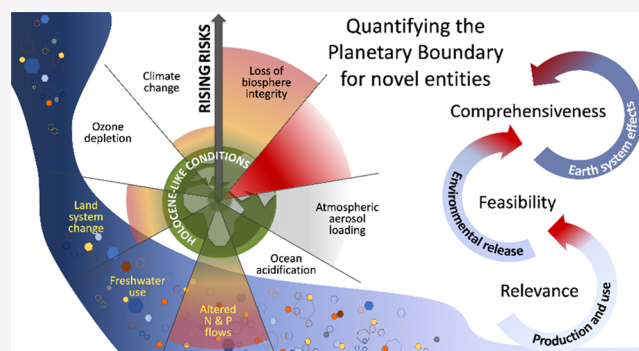 Quantifying the
Planetary Boundary
for novel entities
RISING RISKS
Climate
change
Loss of
biosphere
integrity
Ozone
depletion
HOLOCENE-LIKE CONDITIONS
Land
system
change
Atmospheric
aerosol
loading
Freshwater
use
Ocean
acidification
Altered
N & P
flows
Comprehensiveness
Earth system effects
Feasibility
Environmental release
Relevance
Production and use